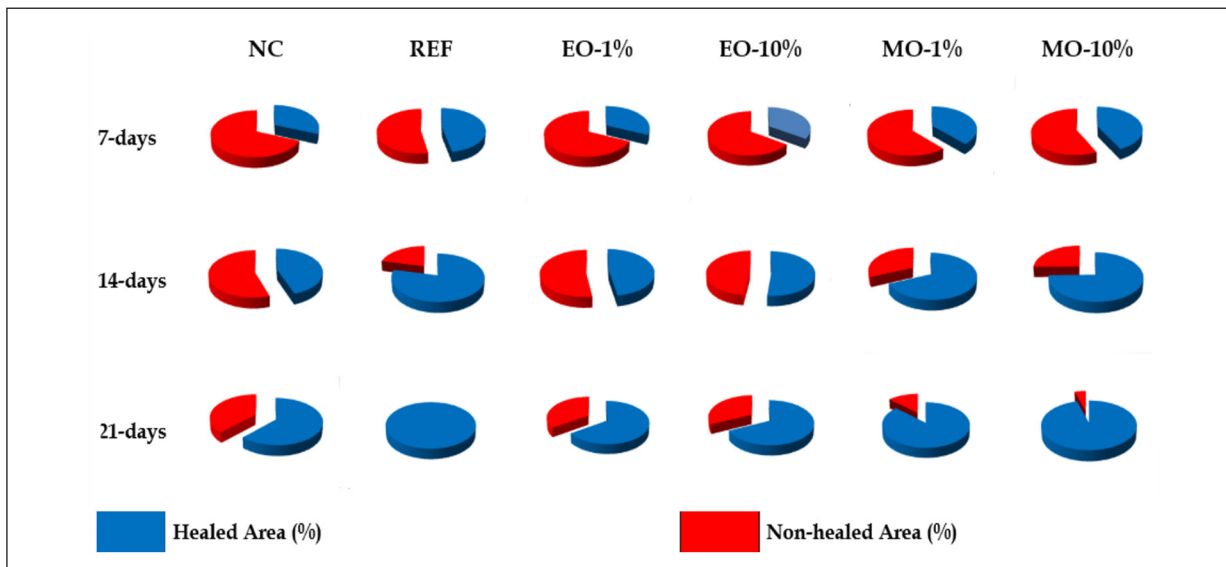 NC REF EO-1% EO-10% MO-1% MO-10%
7-days
14-days
21-days
Healed Area (%) Non-healed Area (%)